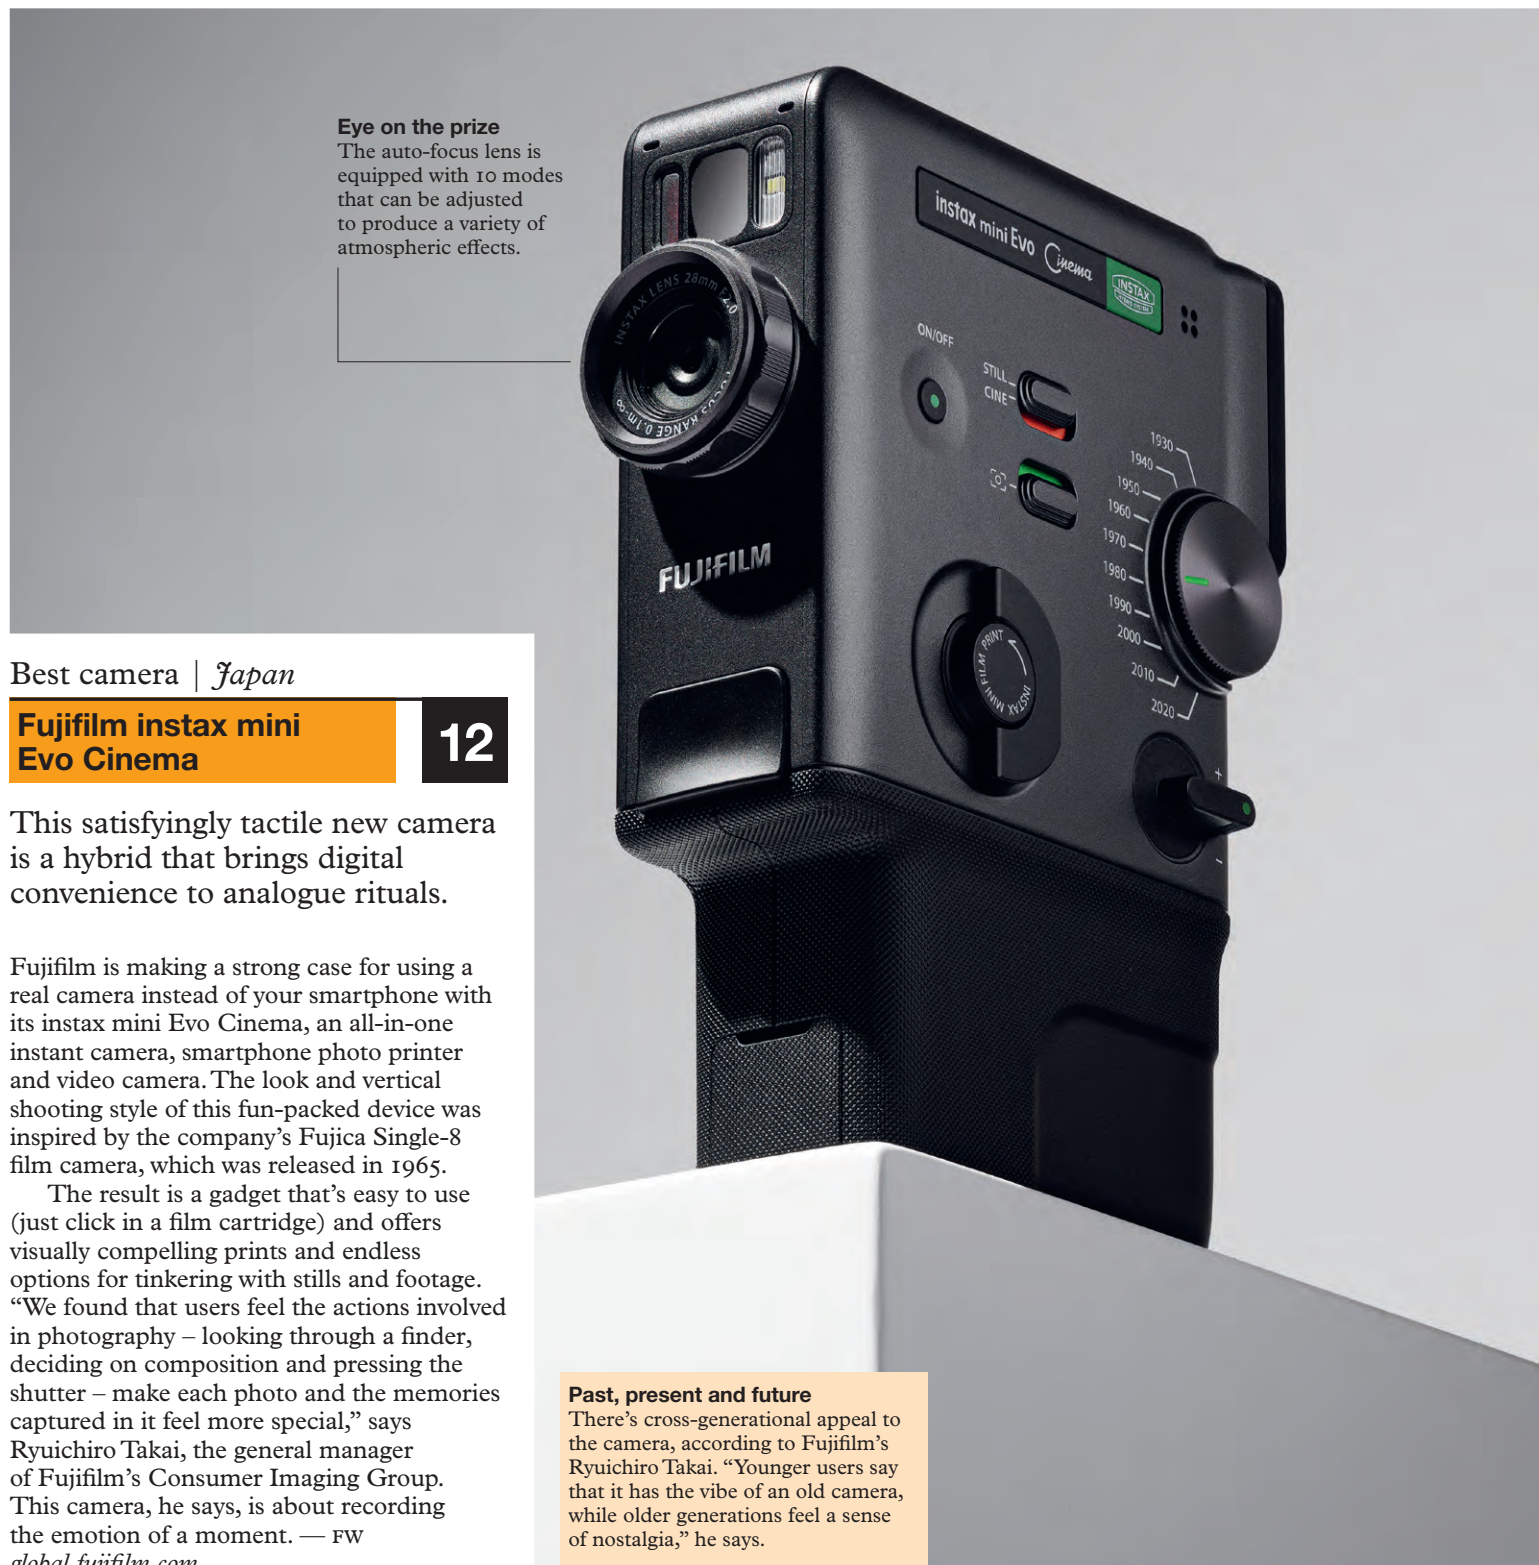 Eye on the prize
The auto-focus lens is
equipped with 10 modes
that can be adjusted
to produce a variety of
atmospheric effects.
instax mini Evo Cinema
INSTAX
INSTAX LENS 28mm F2.0
FOCUS RANGE 0.1m-∞
ON/OFF
STILL
CINE
1930
1940
1950
1960
1970
1980
1990
2000
2010
2020
FUJIFILM
INSTAX MINI FILM PRINT
+
−
Best camera | Japan
Fujifilm instax mini
Evo Cinema
12
This satisfyingly tactile new camera
is a hybrid that brings digital
convenience to analogue rituals.
Fujifilm is making a strong case for using a
real camera instead of your smartphone with
its instax mini Evo Cinema, an all-in-one
instant camera, smartphone photo printer
and video camera. The look and vertical
shooting style of this fun-packed device was
inspired by the company's Fujica Single-8
film camera, which was released in 1965.
The result is a gadget that's easy to use
(just click in a film cartridge) and offers
visually compelling prints and endless
options for tinkering with stills and footage.
“We found that users feel the actions involved
in photography – looking through a finder,
deciding on composition and pressing the
shutter – make each photo and the memories
captured in it feel more special,” says
Ryuichiro Takai, the general manager
of Fujifilm's Consumer Imaging Group.
This camera, he says, is about recording
the emotion of a moment. — FW
global.fujifilm.com
Past, present and future
There's cross-generational appeal to
the camera, according to Fujifilm's
Ryuichiro Takai. “Younger users say
that it has the vibe of an old camera,
while older generations feel a sense
of nostalgia,” he says.